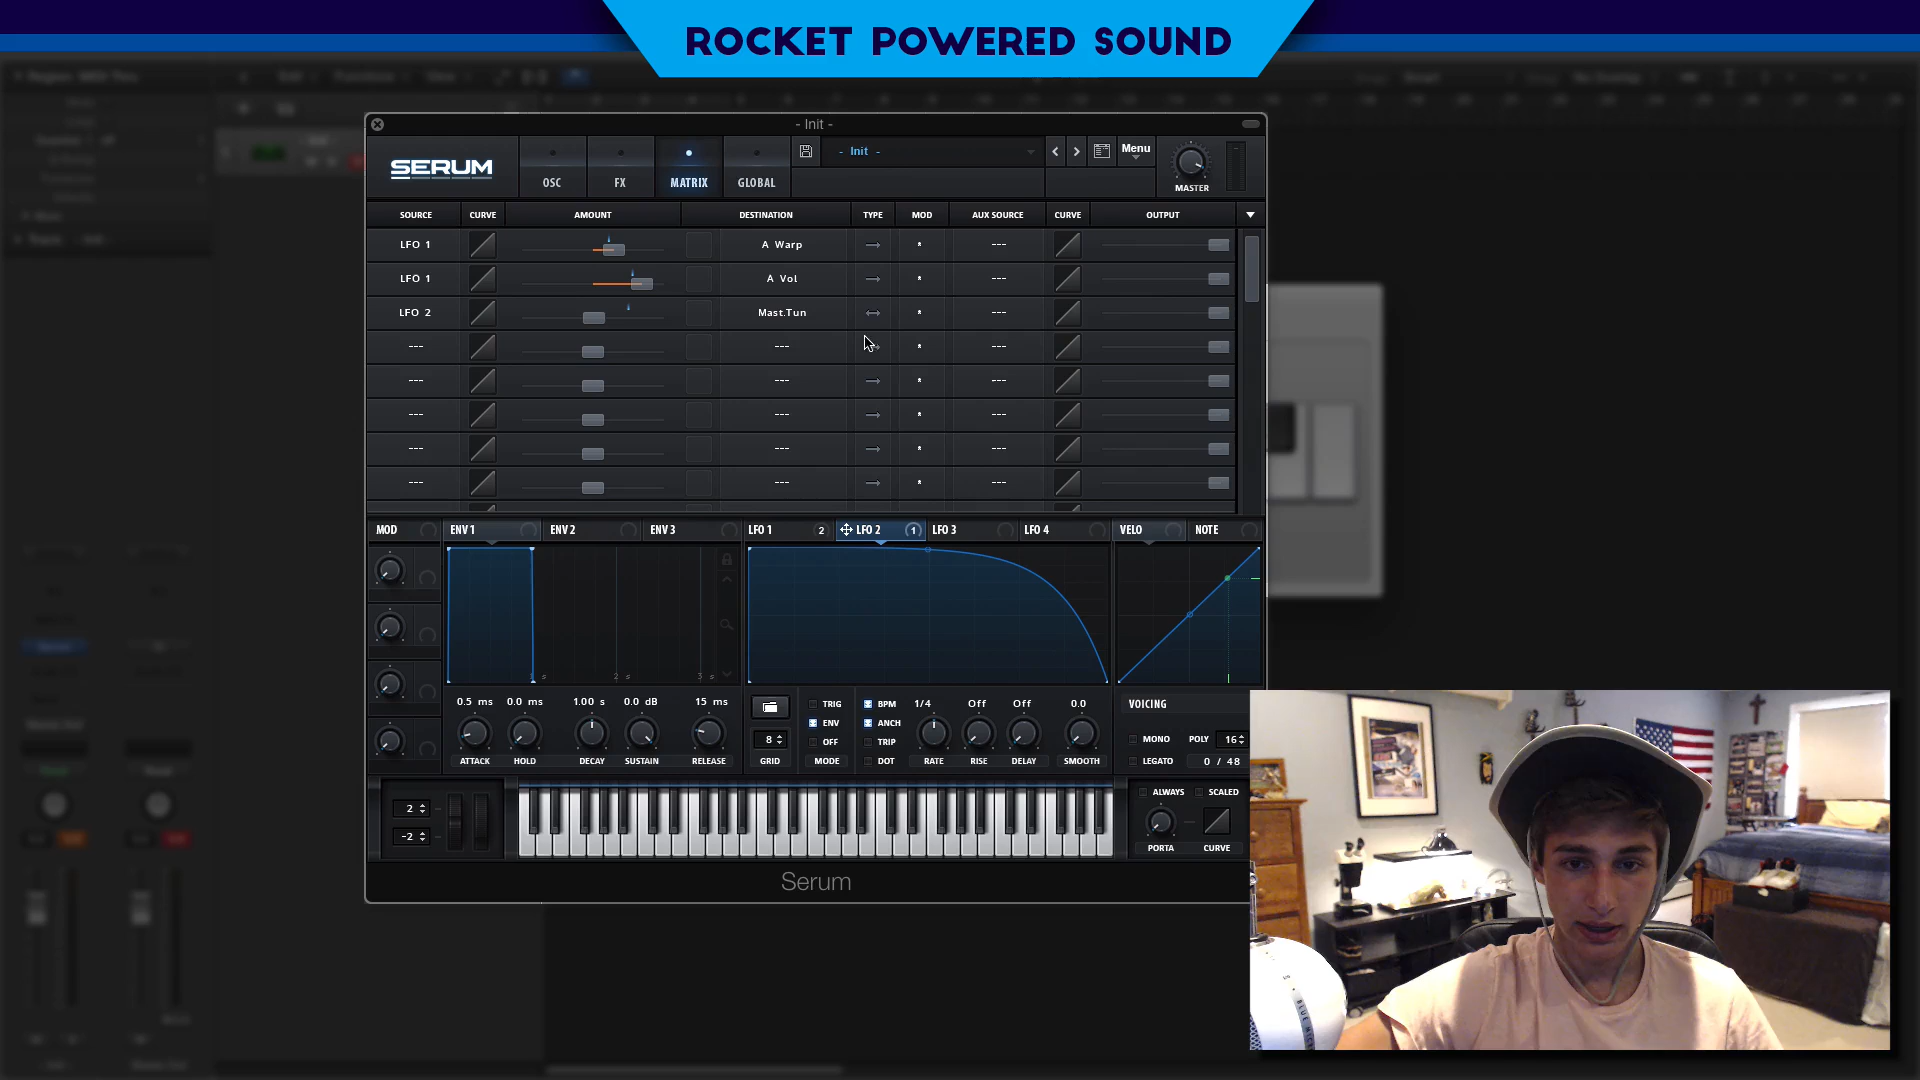 ROCKET POWERED SOUND
- Init -
SERUM
OSC
FX
MATRIX
GLOBAL
- Init -
Menu
MASTER
SOURCE CURVE AMOUNT DESTINATION TYPE MOD AUX SOURCE CURVE OUTPUT
LFO 1 A Warp * ---
LFO 1 A Vol * ---
LFO 2 Mast.Tun * ---
--- --- * ---
--- --- * ---
--- --- * ---
--- --- * ---
--- --- * ---
MOD ENV 1 ENV 2 ENV 3 LFO 1 2 LFO 2 1 LFO 3 LFO 4 VELO NOTE
s 2 s 3 s
0.5 ms 0.0 ms 1.00 s 0.0 dB 15 ms
ATTACK HOLD DECAY SUSTAIN RELEASE
8
GRID
TRIG
ENV
OFF
MODE
BPM
ANCH
TRIP
DOT
1/4 Off Off 0.0
RATE RISE DELAY SMOOTH
VOICING
MONO POLY 16
LEGATO 0 / 48
2
-2
ALWAYS SCALED
PORTA CURVE
Serum